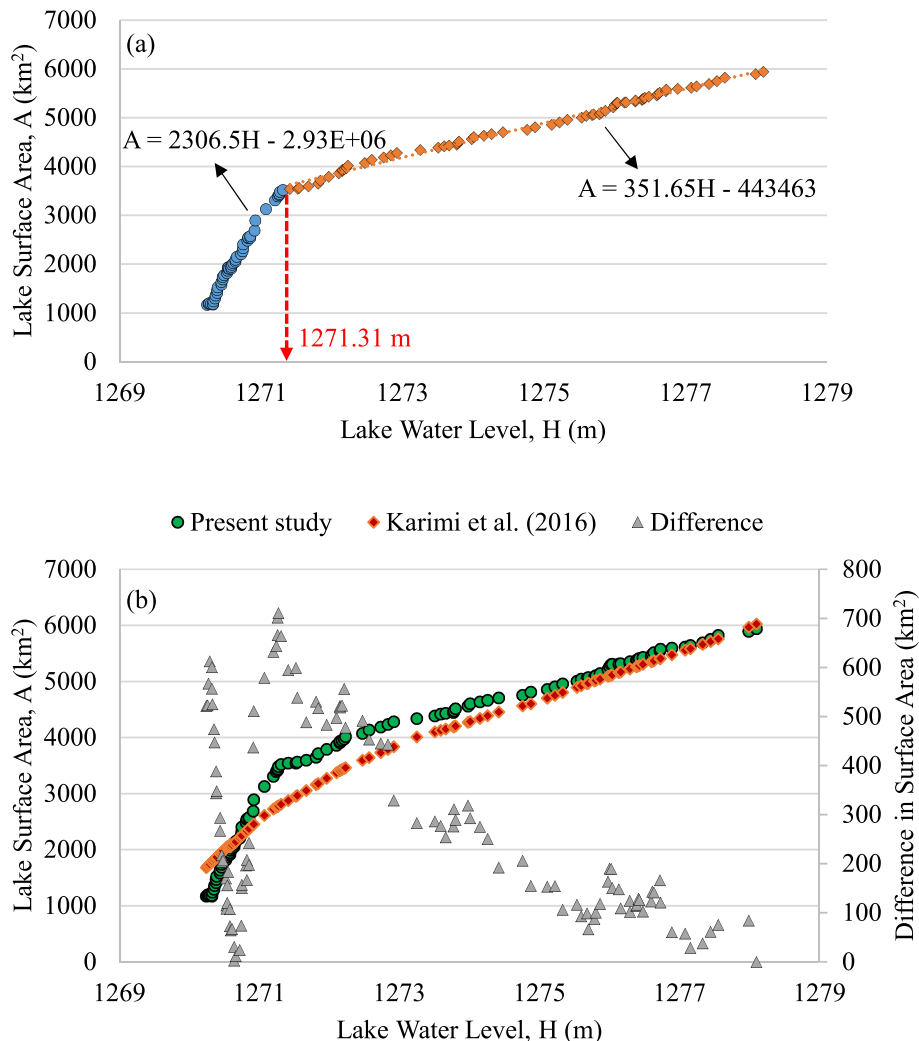 (a)
7000
6000
5000
4000
3000
2000
1000
0
Lake Surface Area, A (km²)
A = 2306.5H - 2.93E+06
A = 351.65H - 443463
1271.31 m
1269 1271 1273 1275 1277 1279
Lake Water Level, H (m)
Present study Karimi et al. (2016) Difference
(b)
7000
6000
5000
4000
3000
2000
1000
0
Lake Surface Area, A (km²)
800
700
600
500
400
300
200
100
0
Difference in Surface Area (km²)
1269 1271 1273 1275 1277 1279
Lake Water Level, H (m)